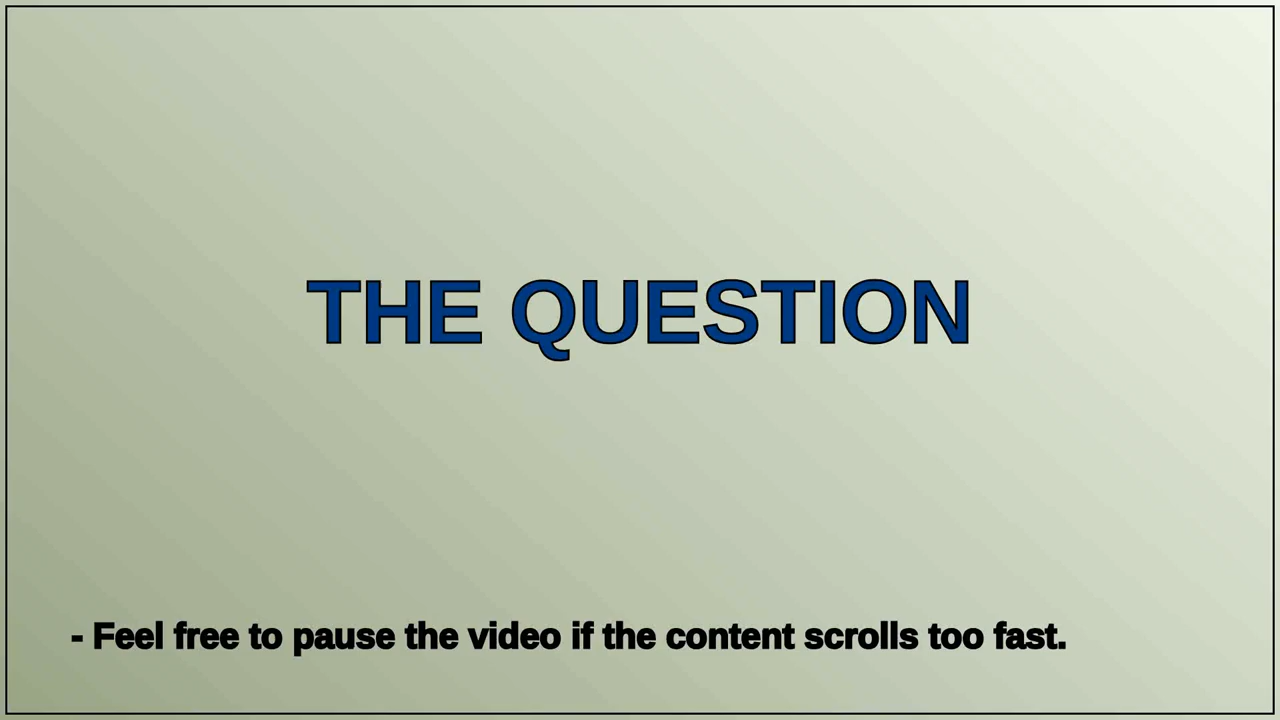 THE QUESTION
- Feel free to pause the video if the content scrolls too fast.